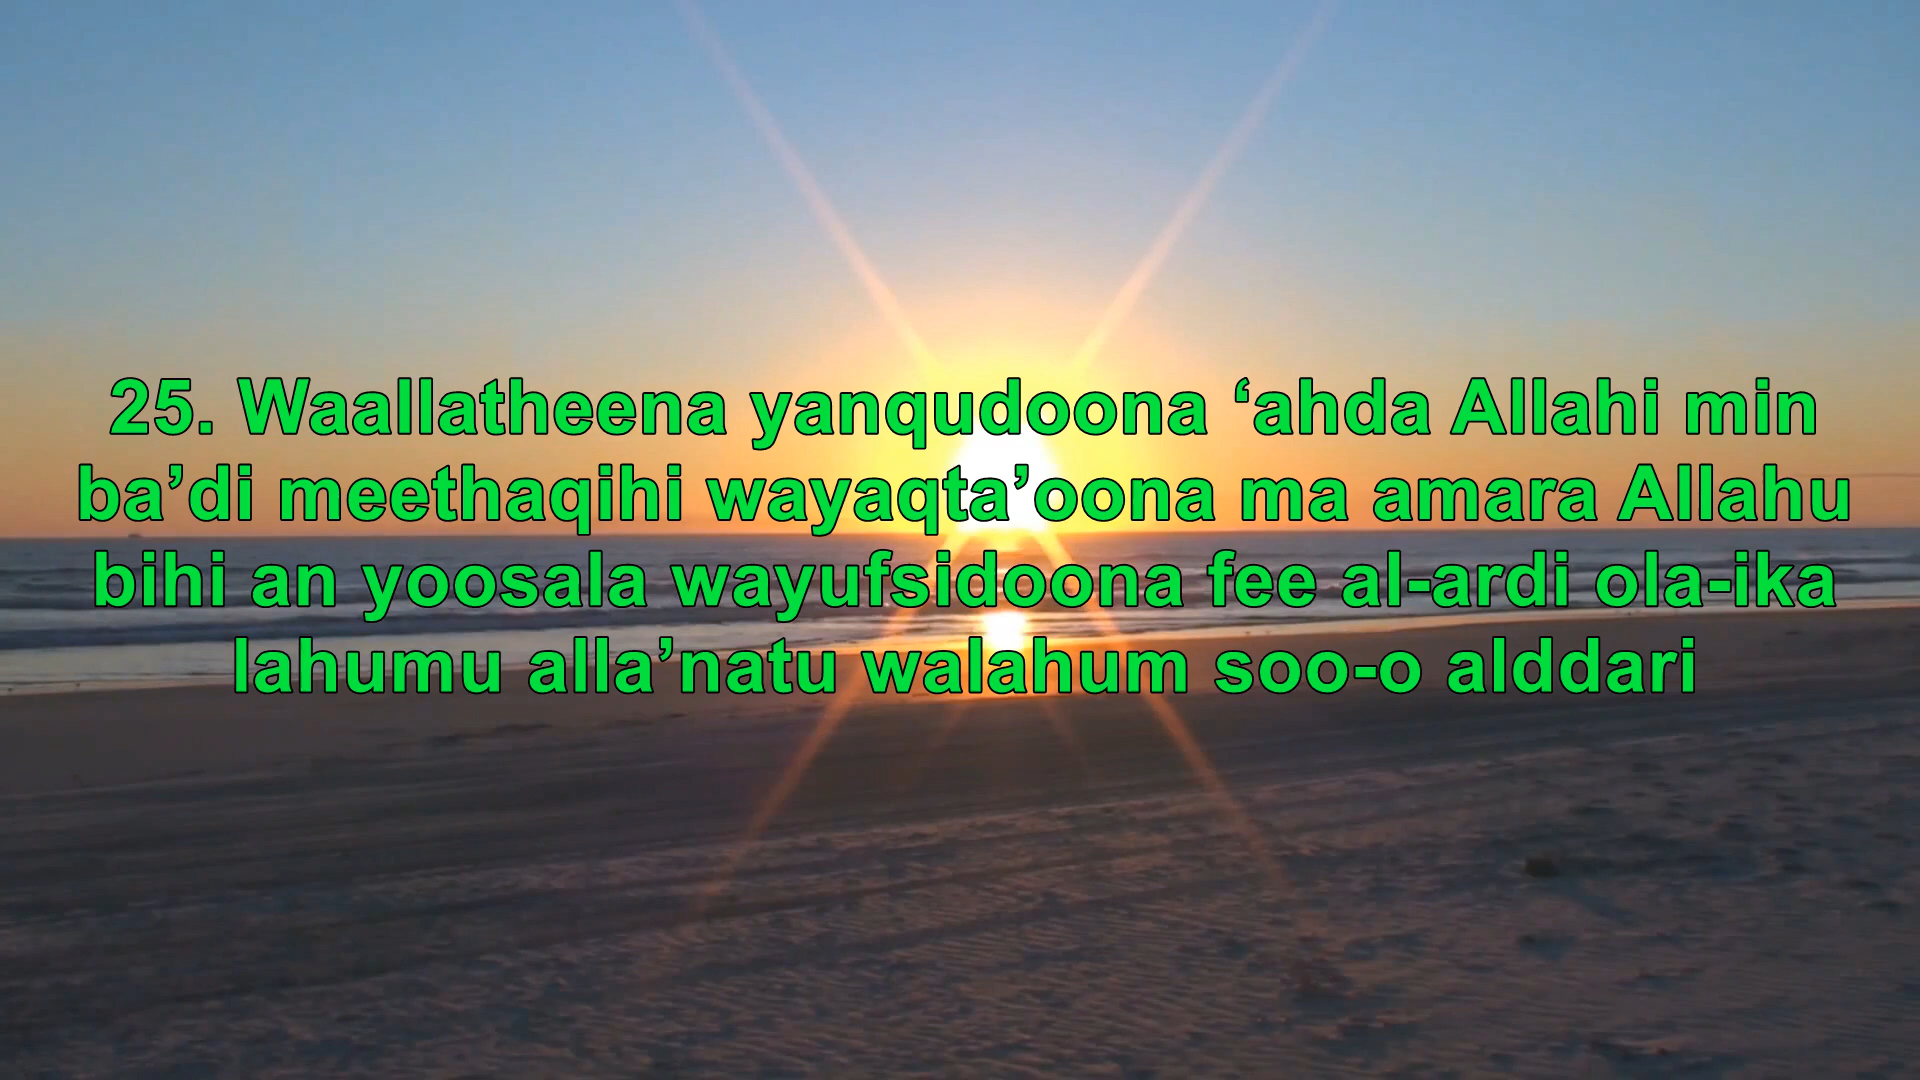 25. Waallatheena yanqudoona ‘ahda Allahi min
ba’di meethaqihi wayaqta’oona ma amara Allahu
bihi an yoosala wayufsidoona fee al-ardi ola-ika
lahumu alla’natu walahum soo-o alddari